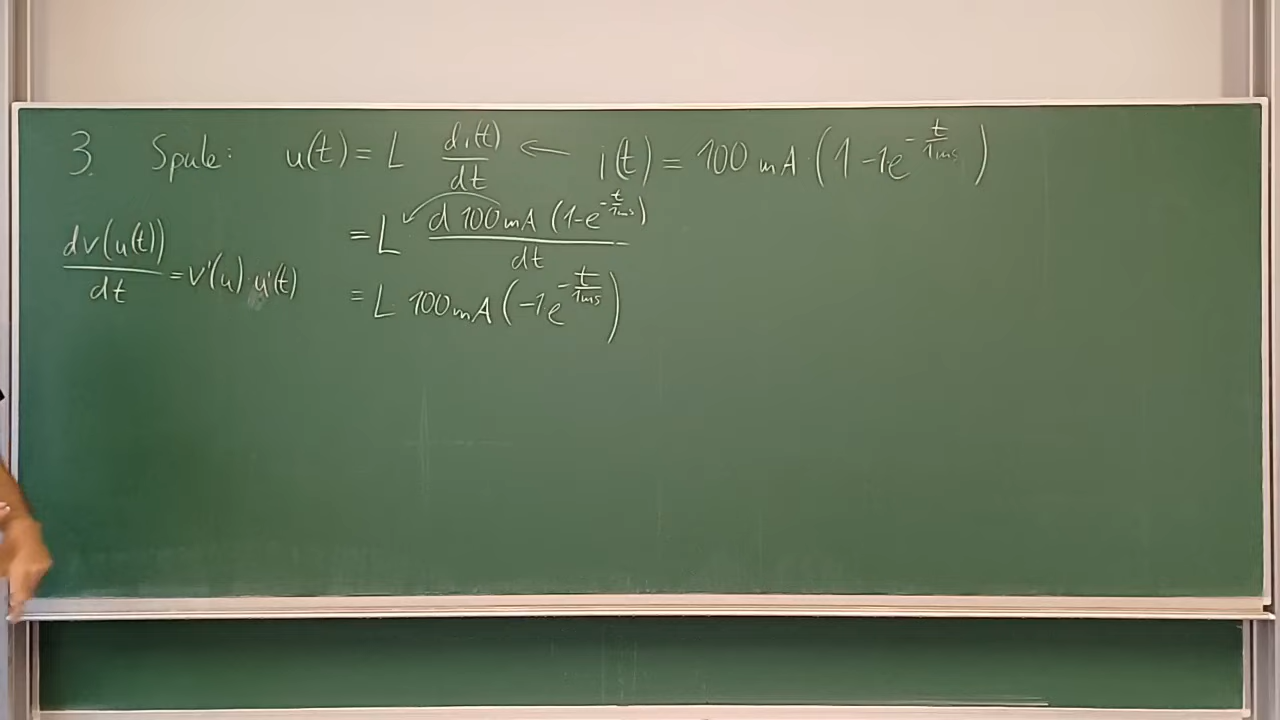 3. Spule: u(t) = L di(t)/dt ← i(t) = 100 mA (1 - 1e^(-t/1ms))
= L d 100mA (1-e^(-t/1ms))/dt
dv(u(t))/dt = v'(u) · u'(t)
= L · 100mA (-1e^(-t/1ms))